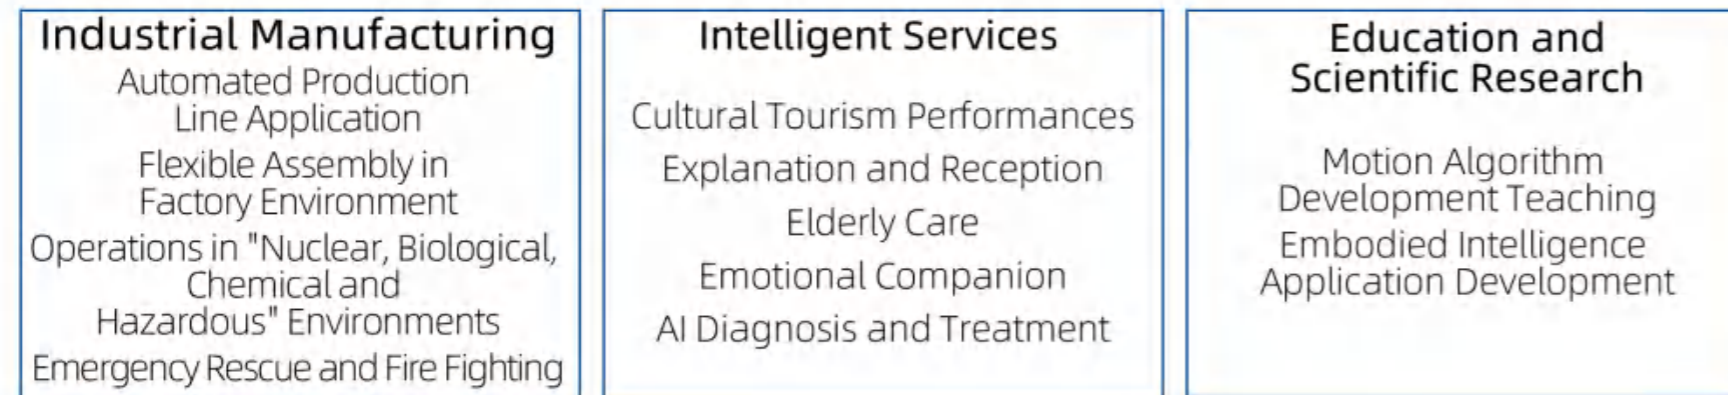 Industrial Manufacturing
Automated Production
Line Application
Flexible Assembly in
Factory Environment
Operations in "Nuclear, Biological,
Chemical and
Hazardous" Environments
Emergency Rescue and Fire Fighting
Intelligent Services
Cultural Tourism Performances
Explanation and Reception
Elderly Care
Emotional Companion
AI Diagnosis and Treatment
Education and
Scientific Research
Motion Algorithm
Development Teaching
Embodied Intelligence
Application Development